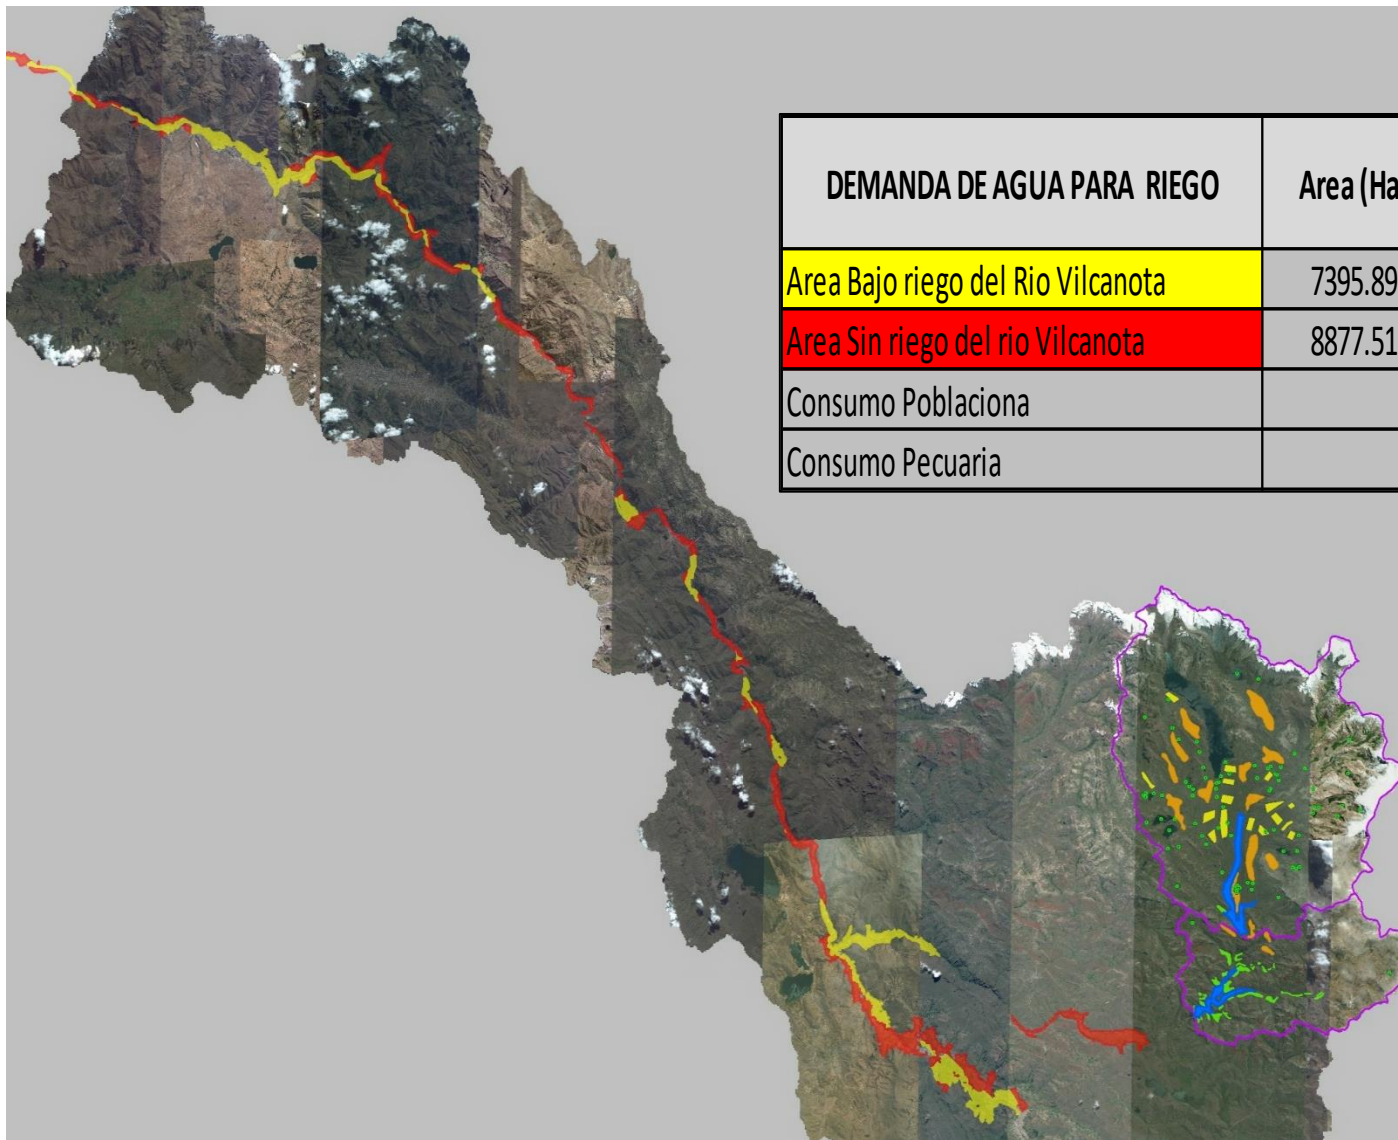 DEMANDA DE AGUA PARA RIEGO Area (Ha
Area Bajo riego del Rio Vilcanota 7395.89
Area Sin riego del rio Vilcanota 8877.51
Consumo Poblaciona
Consumo Pecuaria